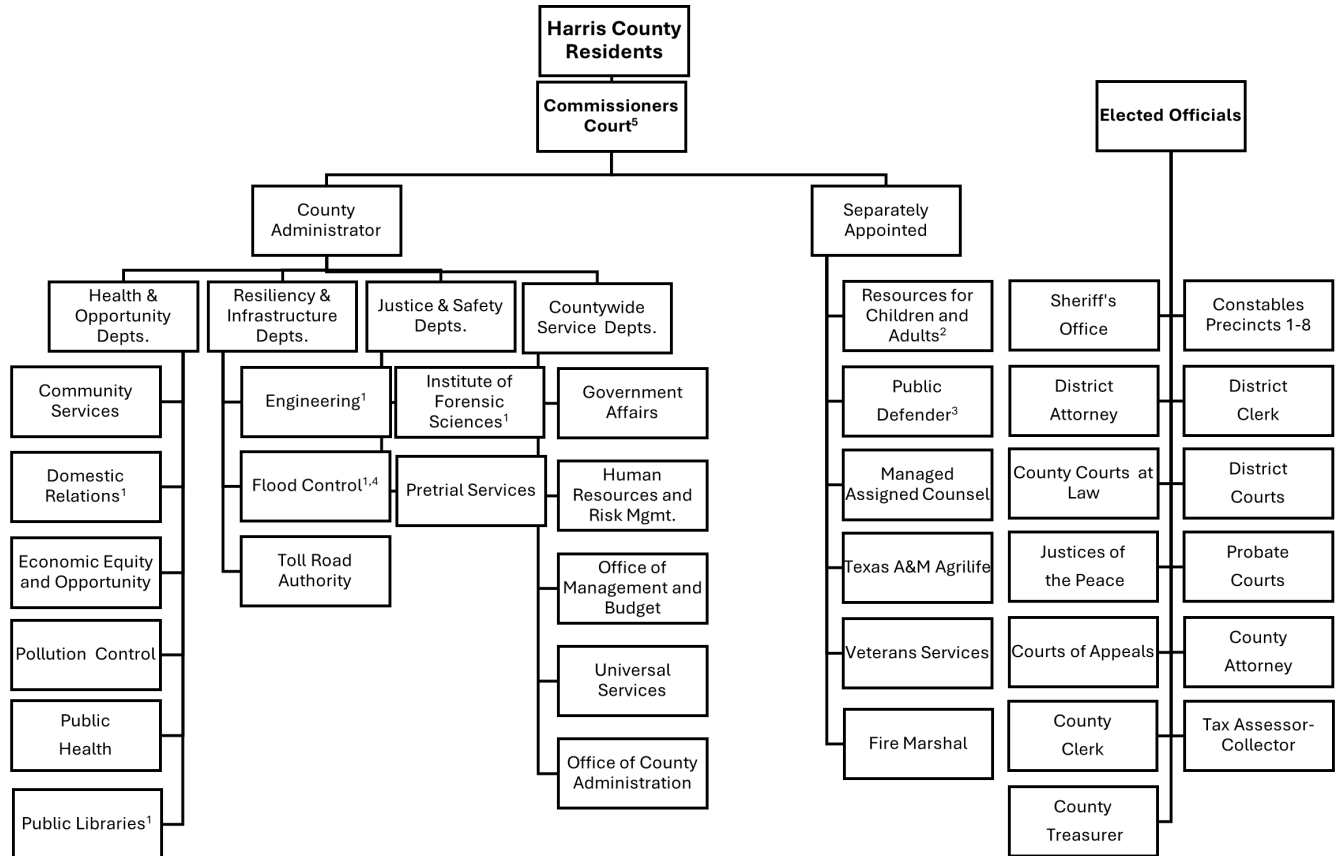 Harris County
Residents
Commissioners
Court⁵
Elected Officials
County
Administrator
Separately
Appointed
Health &
Opportunity
Depts.
Resiliency &
Infrastructure
Depts.
Justice & Safety
Depts.
Countywide
Service Depts.
Community
Services
Domestic
Relations¹
Economic Equity
and Opportunity
Pollution Control
Public
Health
Public Libraries¹
Engineering¹
Flood Control¹,⁴
Toll Road
Authority
Institute of
Forensic
Sciences¹
Pretrial Services
Government
Affairs
Human
Resources and
Risk Mgmt.
Office of
Management and
Budget
Universal
Services
Office of County
Administration
Resources for
Children and
Adults²
Public
Defender³
Managed
Assigned Counsel
Texas A&M Agrilife
Veterans Services
Fire Marshal
Sheriff's
Office
District
Attorney
County Courts at
Law
Justices of
the Peace
Courts of Appeals
County
Clerk
County
Treasurer
Constables
Precincts 1-8
District
Clerk
District
Courts
Probate
Courts
County
Attorney
Tax Assessor-
Collector